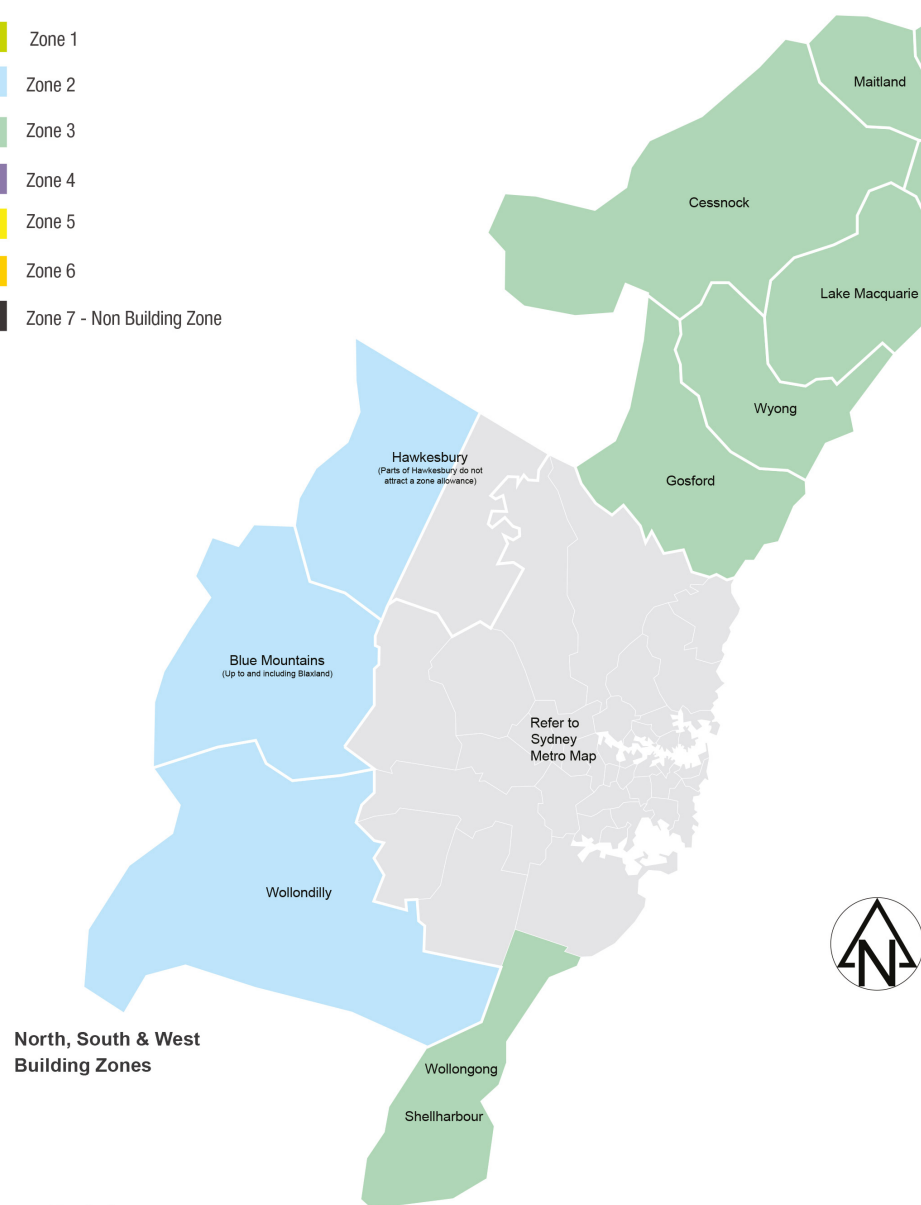 Zone 1
Zone 2
Zone 3
Zone 4
Zone 5
Zone 6
Zone 7 - Non Building Zone
Maitland
Cessnock
Lake Macquarie
Wyong
Gosford
Hawkesbury
(Parts of Hawkesbury do not
attract a zone allowance)
Blue Mountains
(Up to and including Blaxland)
Refer to
Sydney
Metro Map
Wollondilly
N
North, South & West
Building Zones
Wollongong
Shellharbour